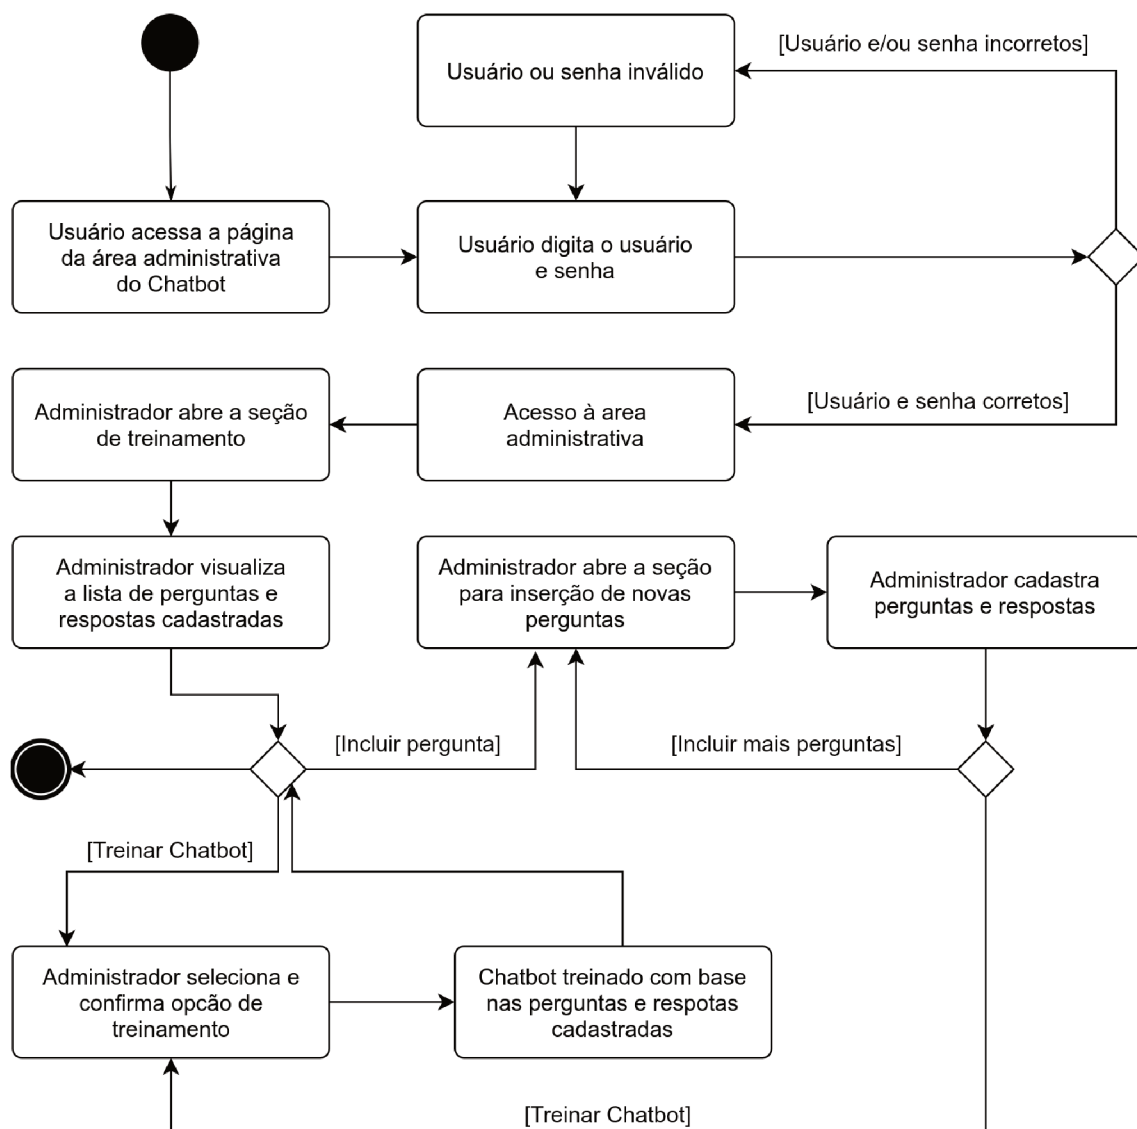 [Usuário e/ou senha incorretos]
Usuário ou senha inválido
Usuário acessa a página
da área administrativa
do Chatbot
Usuário digita o usuário
e senha
[Usuário e senha corretos]
Administrador abre a seção
de treinamento
Acesso à area
administrativa
Administrador visualiza
a lista de perguntas e
respostas cadastradas
Administrador abre a seção
para inserção de novas
perguntas
Administrador cadastra
perguntas e respostas
[Incluir pergunta]
[Incluir mais perguntas]
[Treinar Chatbot]
Administrador seleciona e
confirma opcão de
treinamento
Chatbot treinado com base
nas perguntas e respotas
cadastradas
[Treinar Chatbot]